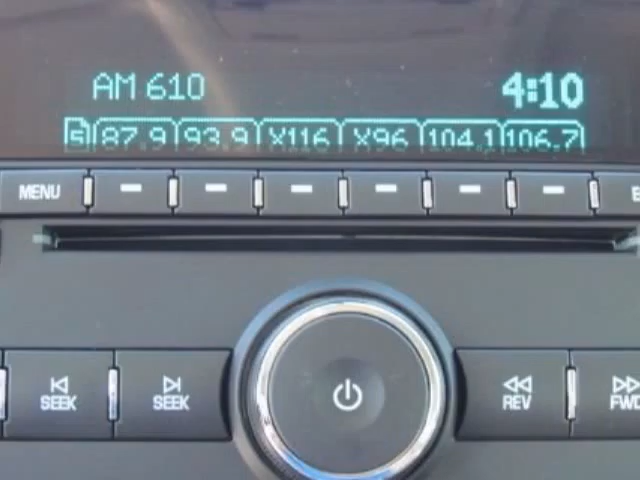 AM 610 4:10
5 87.9 93.9 X116 X96 104.1 106.7
MENU
SEEK SEEK REV FWD